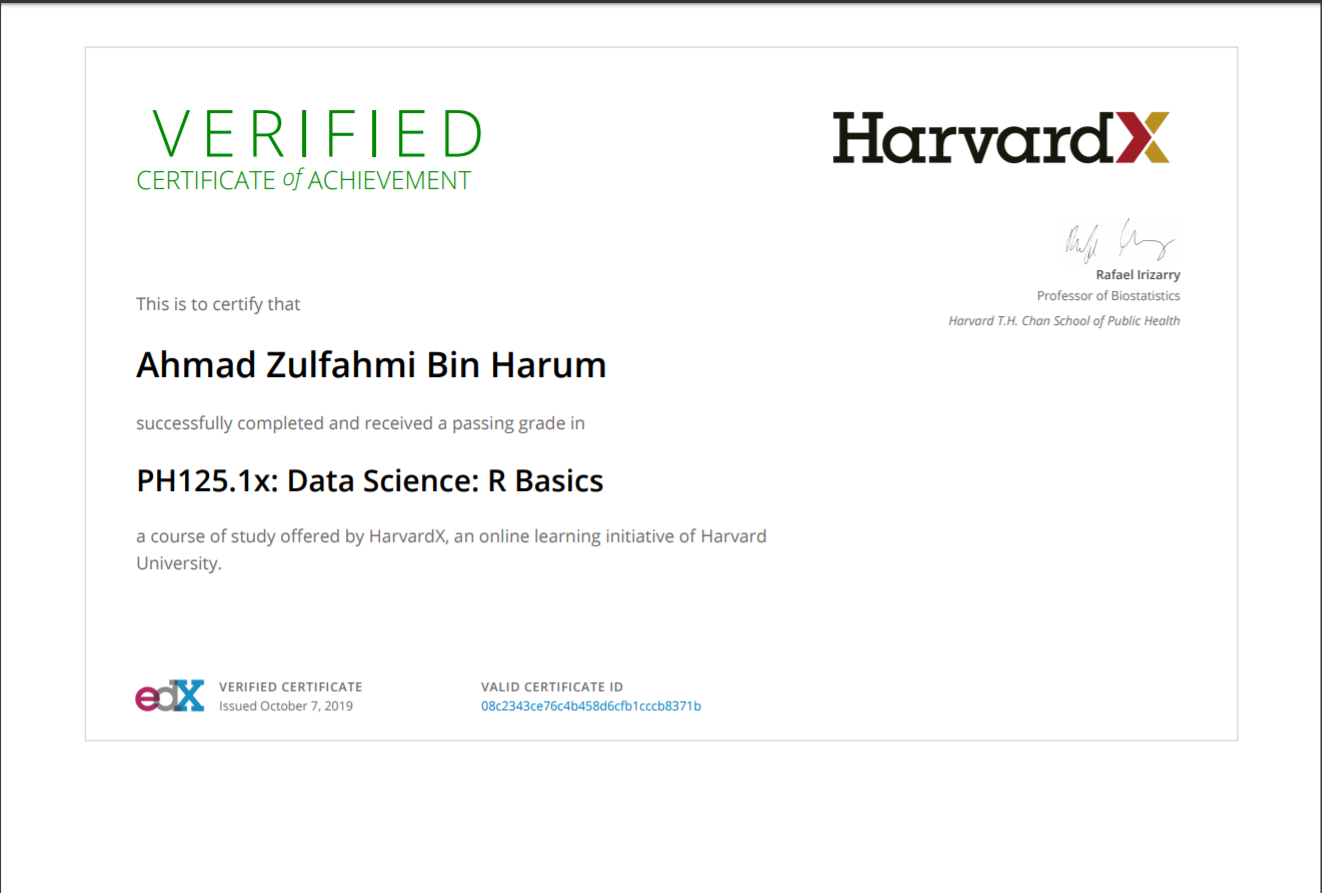 VERIFIED
CERTIFICATE of ACHIEVEMENT
HarvardX
Rafael Irizarry
Professor of Biostatistics
Harvard T.H. Chan School of Public Health
This is to certify that
Ahmad Zulfahmi Bin Harum
successfully completed and received a passing grade in
PH125.1x: Data Science: R Basics
a course of study offered by HarvardX, an online learning initiative of Harvard
University.
edX
VERIFIED CERTIFICATE
Issued October 7, 2019
VALID CERTIFICATE ID
08c2343ce76c4b458d6cfb1cccb8371b